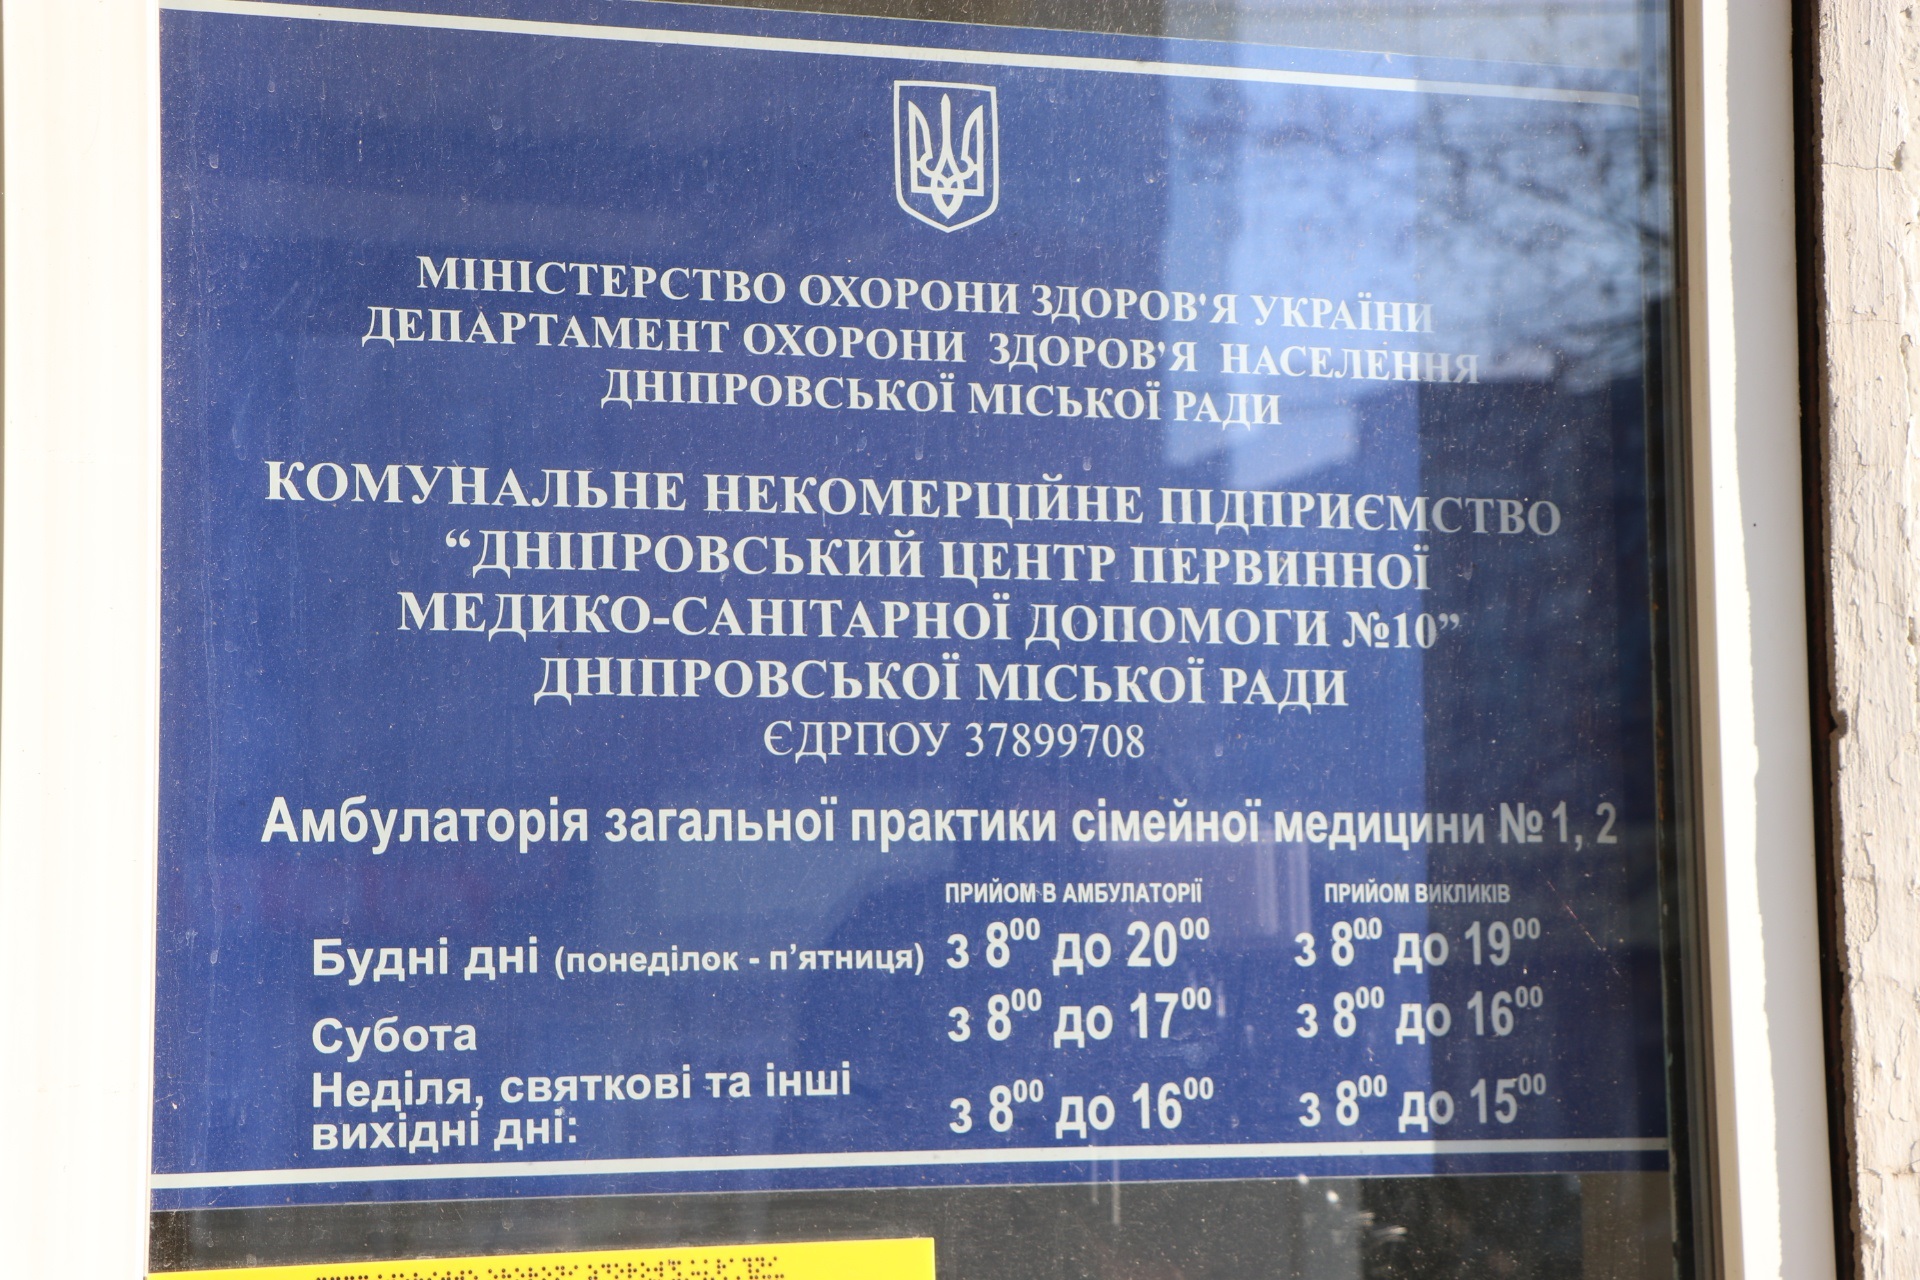 МІНІСТЕРСТВО ОХОРОНИ ЗДОРОВ'Я УКРАЇНИ
ДЕПАРТАМЕНТ ОХОРОНИ ЗДОРОВ'Я НАСЕЛЕННЯ
ДНІПРОВСЬКОЇ МІСЬКОЇ РАДИ
КОМУНАЛЬНЕ НЕКОМЕРЦІЙНЕ ПІДПРИЄМСТВО
“ДНІПРОВСЬКИЙ ЦЕНТР ПЕРВИННОЇ
МЕДИКО-САНІТАРНОЇ ДОПОМОГИ №10”
ДНІПРОВСЬКОЇ МІСЬКОЇ РАДИ
ЄДРПОУ 37899708
Амбулаторія загальної практики сімейної медицини № 1, 2
ПРИЙОМ В АМБУЛАТОРІЇ ПРИЙОМ ВИКЛИКІВ
Будні дні (понеділок - п’ятниця) з 8⁰⁰ до 20⁰⁰ з 8⁰⁰ до 19⁰⁰
Субота з 8⁰⁰ до 17⁰⁰ з 8⁰⁰ до 16⁰⁰
Неділя, святкові та інші
вихідні дні: з 8⁰⁰ до 16⁰⁰ з 8⁰⁰ до 15⁰⁰